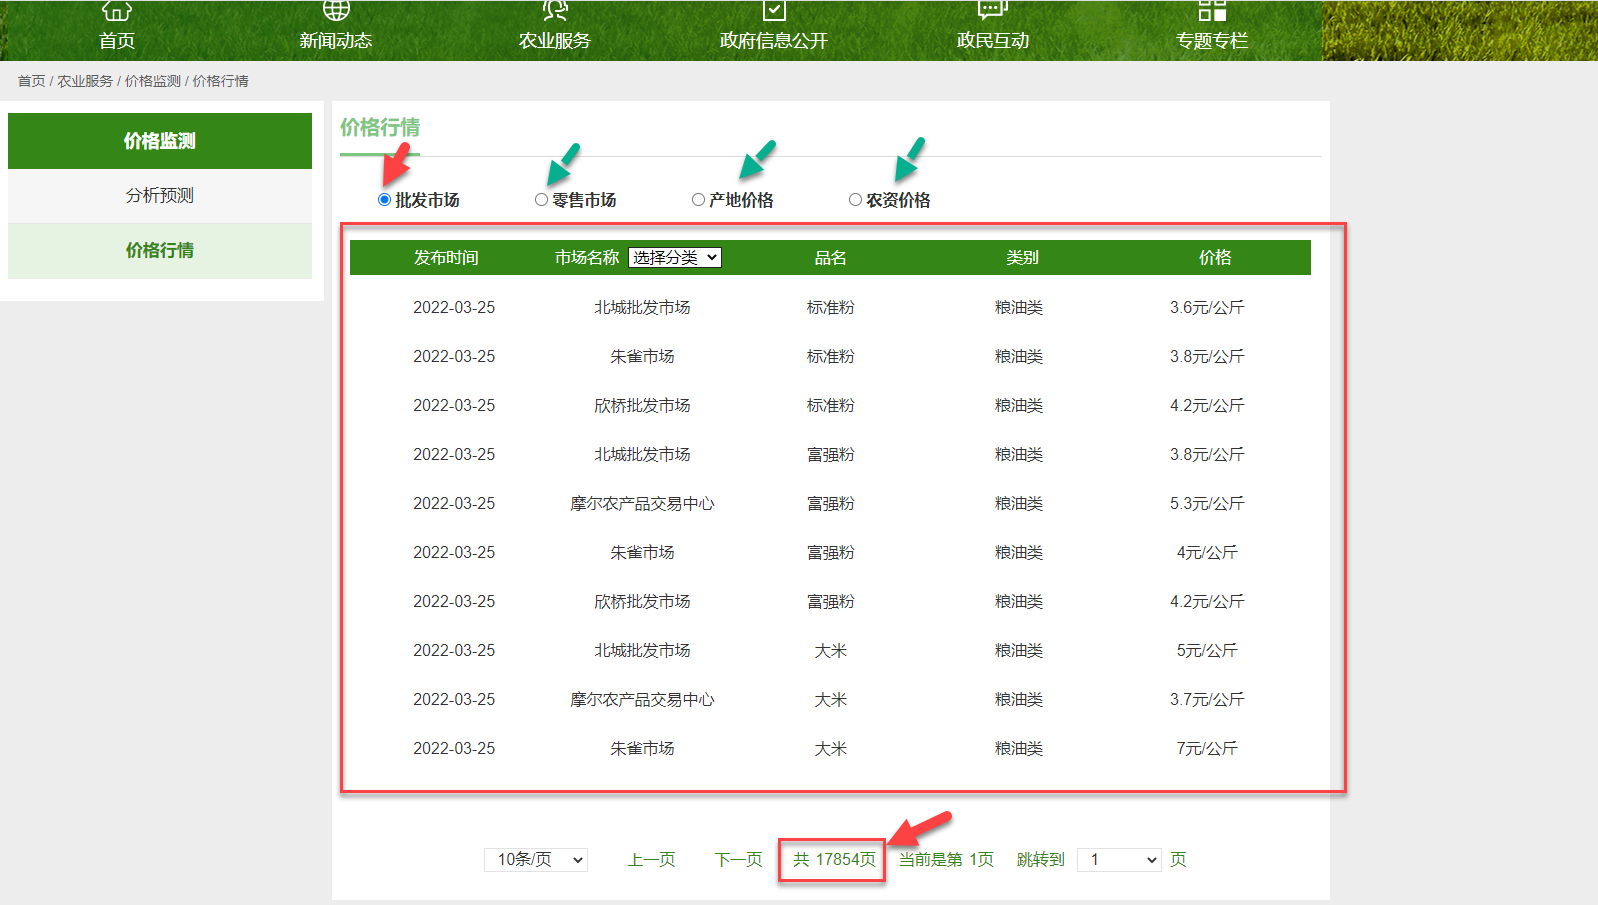 首页 新闻动态 农业服务 政府信息公开 政民互动 专题专栏
首页 / 农业服务 / 价格监测 / 价格行情
价格监测
分析预测
价格行情
价格行情
批发市场 零售市场 产地价格 农资价格
发布时间 市场名称 选择分类 品名 类别 价格
2022-03-25 北城批发市场 标准粉 粮油类 3.6元/公斤
2022-03-25 朱雀市场 标准粉 粮油类 3.8元/公斤
2022-03-25 欣桥批发市场 标准粉 粮油类 4.2元/公斤
2022-03-25 北城批发市场 富强粉 粮油类 3.8元/公斤
2022-03-25 摩尔农产品交易中心 富强粉 粮油类 5.3元/公斤
2022-03-25 朱雀市场 富强粉 粮油类 4元/公斤
2022-03-25 欣桥批发市场 富强粉 粮油类 4.2元/公斤
2022-03-25 北城批发市场 大米 粮油类 5元/公斤
2022-03-25 摩尔农产品交易中心 大米 粮油类 3.7元/公斤
2022-03-25 朱雀市场 大米 粮油类 7元/公斤
10条/页 上一页 下一页 共 17854页 当前是第 1页 跳转到 1 页